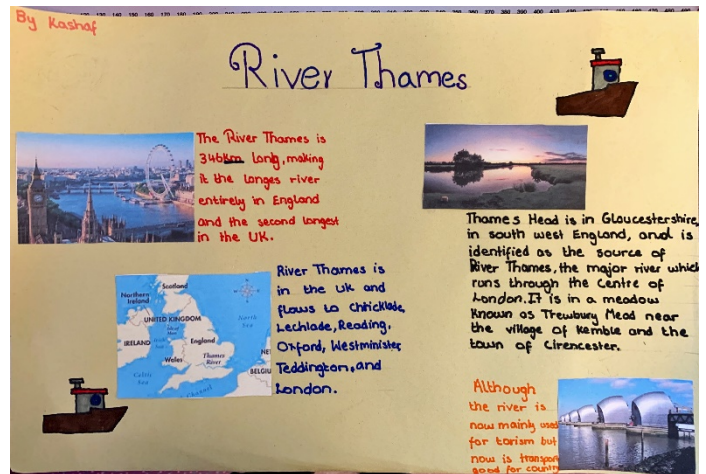 By Kashaf
River Thames
The River Thames is
346km long, making
it the longes river
entirely in England
and the second longest
in the UK.
Thames Head is in Gloucestershire,
in south west England, and is
identified as the source of
River Thames, the major river which
runs through the Centre of
London. It is in a meadow
known as Trewsbury Mead near
the village of Kemble and the
town of Cirencester.
Scotland
Northern
Ireland
North
Sea
UNITED KINGDOM
IRELAND
England
Wales
Thames
River
Celtic
Sea
BELGIU
Channel
River Thames is
in the UK and
flows to
Lechlade, Reading,
Oxford, Westminister,
Teddington, and
London.
Although
the river is
now mainly used
for torism but
now is transport
good for country